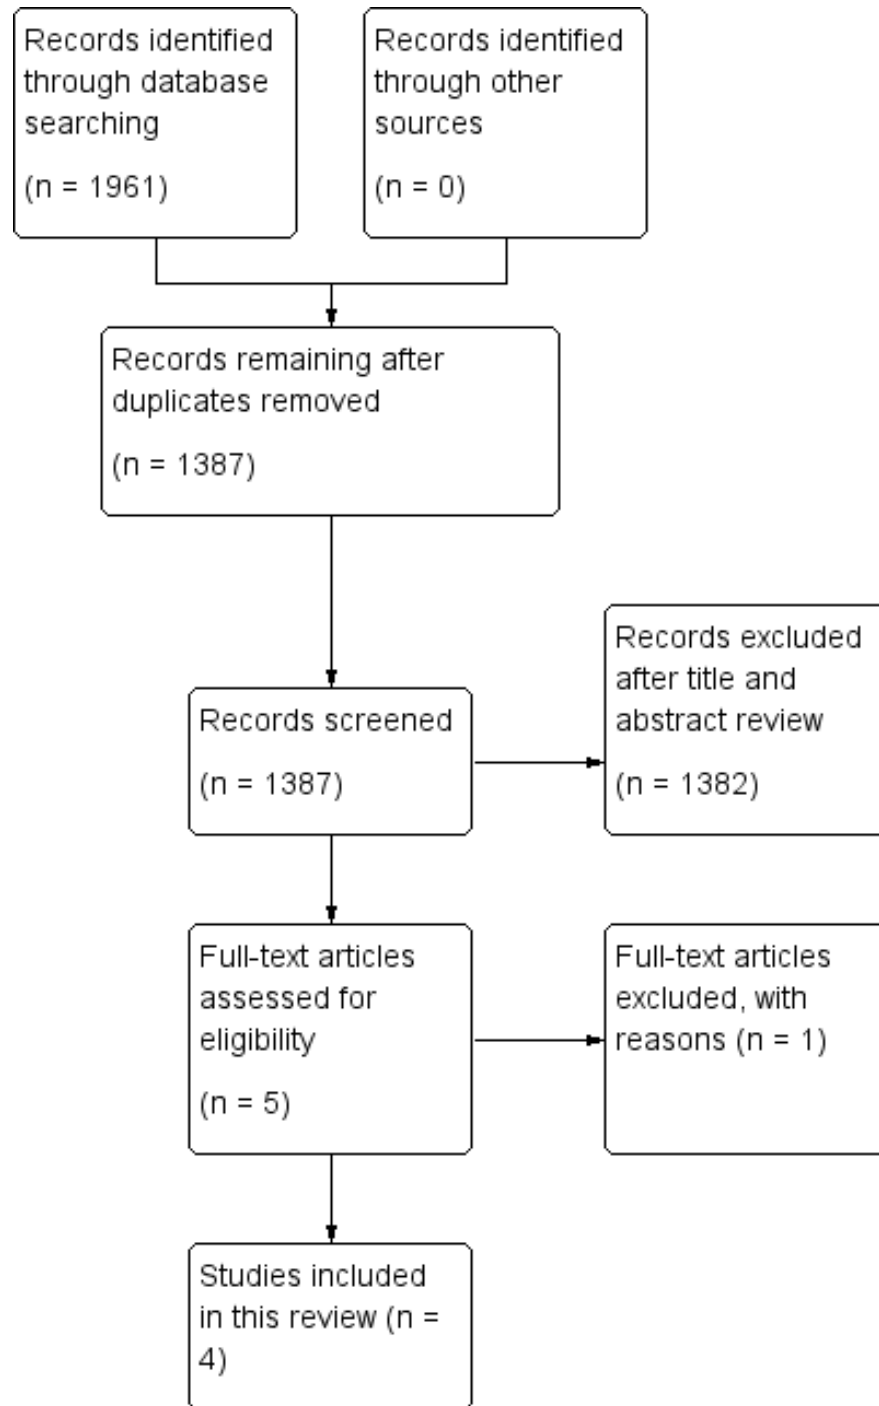 Records identified
through database
searching
(n = 1961)
Records identified
through other
sources
(n = 0)
Records remaining after
duplicates removed
(n = 1387)
Records screened
(n = 1387)
Records excluded
after title and
abstract review
(n = 1382)
Full-text articles
assessed for
eligibility
(n = 5)
Full-text articles
excluded, with
reasons (n = 1)
Studies included
in this review (n =
4)